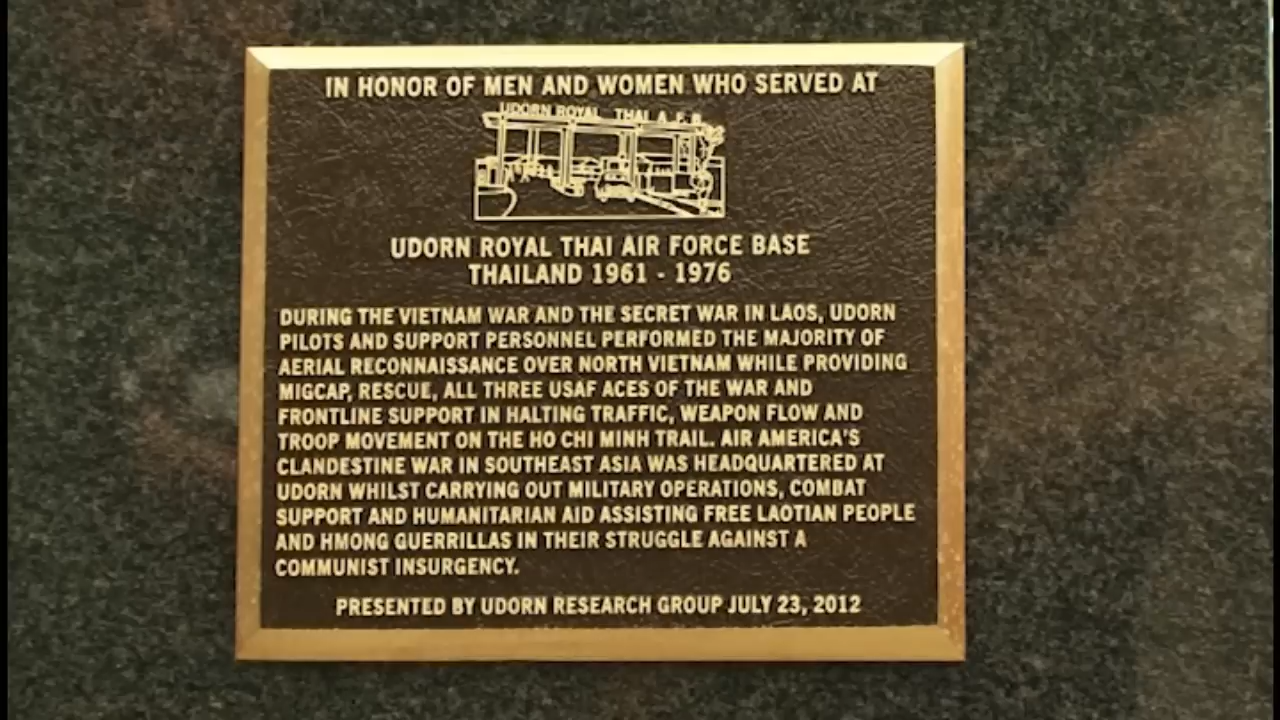 IN HONOR OF MEN AND WOMEN WHO SERVED AT
UDORN ROYAL THAI A.F.B.
UDORN ROYAL THAI AIR FORCE BASE
THAILAND 1961 - 1976
DURING THE VIETNAM WAR AND THE SECRET WAR IN LAOS, UDORN
PILOTS AND SUPPORT PERSONNEL PERFORMED THE MAJORITY OF
AERIAL RECONNAISSANCE OVER NORTH VIETNAM WHILE PROVIDING
MIGCAP, RESCUE, ALL THREE USAF ACES OF THE WAR AND
FRONTLINE SUPPORT IN HALTING TRAFFIC, WEAPON FLOW AND
TROOP MOVEMENT ON THE HO CHI MINH TRAIL. AIR AMERICA'S
CLANDESTINE WAR IN SOUTHEAST ASIA WAS HEADQUARTERED AT
UDORN WHILST CARRYING OUT MILITARY OPERATIONS, COMBAT
SUPPORT AND HUMANITARIAN AID ASSISTING FREE LAOTIAN PEOPLE
AND HMONG GUERRILLAS IN THEIR STRUGGLE AGAINST A
COMMUNIST INSURGENCY.
PRESENTED BY UDORN RESEARCH GROUP JULY 23, 2012